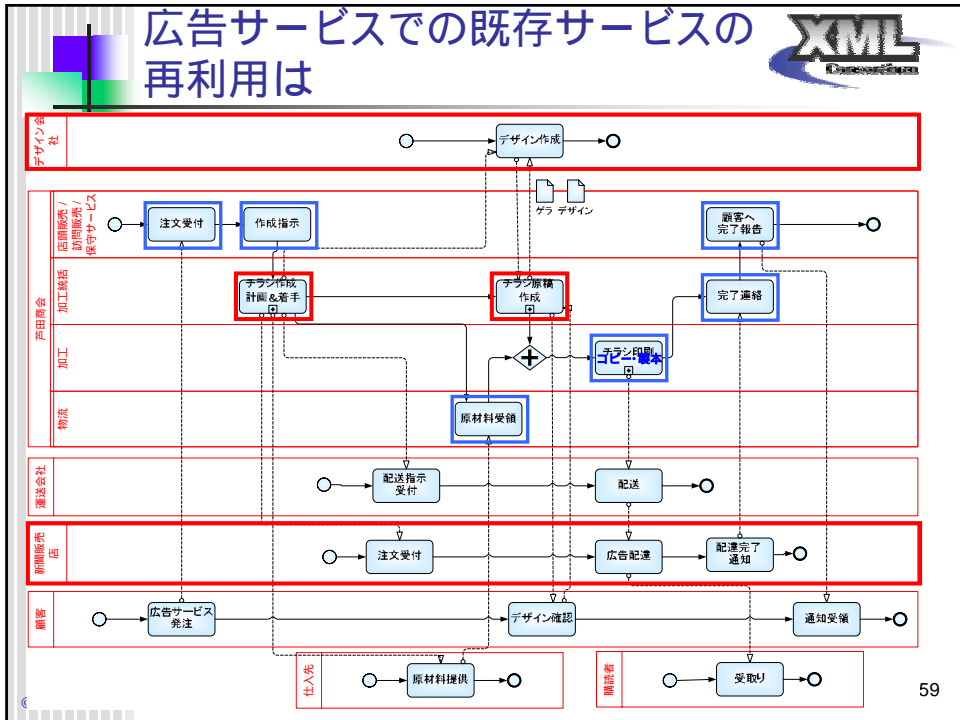 広告サービスでの既存サービスの
再利用は
XML
Consortium
デザイン会
社
デザイン作成
ゲラ デザイン
芦田商会
店頭販売/
訪問販売/
保守サービス
注文受付
作成指示
顧客へ
完了報告
加工統括
チラシ作成
計画&着手
チラシ原稿
作成
完了連絡
加工
チラシ印刷
コピー・製本
物流
原材料受領
運送会社
配送指示
受付
配送
新聞販売
店
注文受付
広告配達
配達完了
通知
顧客
広告サービス
発注
デザイン確認
通知受領
仕入先
原材料提供
購読者
受取り
©
59